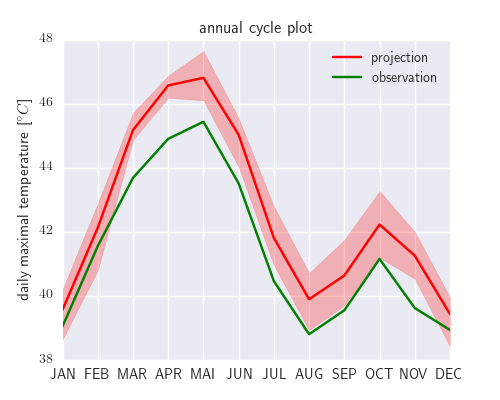 annual cycle plot
projection
observation
daily maximal temperature [°C]
48
46
44
42
40
38
JAN FEB MAR APR MAI JUN JUL AUG SEP OCT NOV DEC